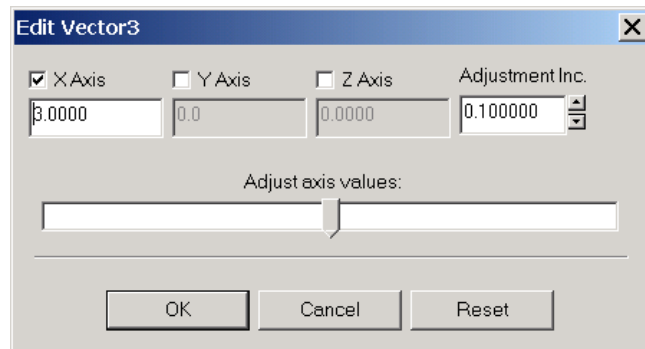 Edit Vector3
X Axis Y Axis Z Axis Adjustment Inc.
3.0000 0.0 0.0000 0.100000
Adjust axis values:
OK Cancel Reset